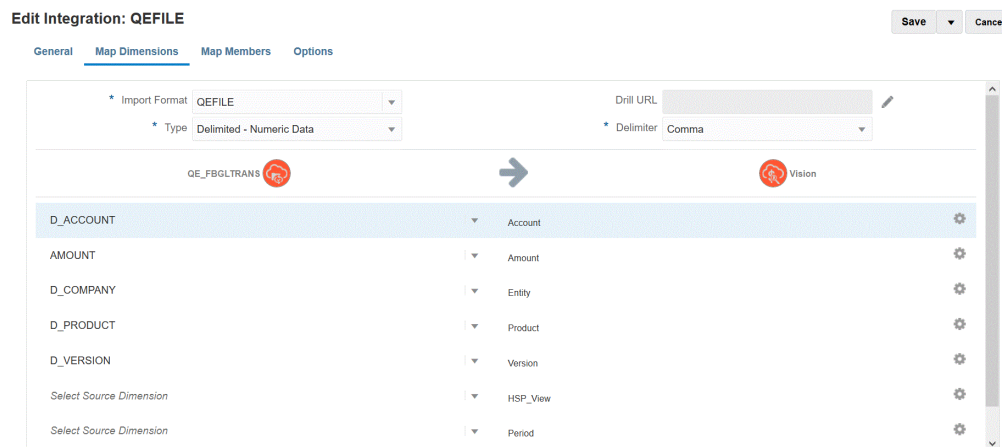 Edit Integration: QEFILE
Save
Cance
General Map Dimensions Map Members Options
* Import Format QEFILE
Drill URL
* Type Delimited - Numeric Data
* Delimiter Comma
QE_FBGLTRANS
Vision
D_ACCOUNT Account
AMOUNT Amount
D_COMPANY Entity
D_PRODUCT Product
D_VERSION Version
Select Source Dimension HSP_View
Select Source Dimension Period